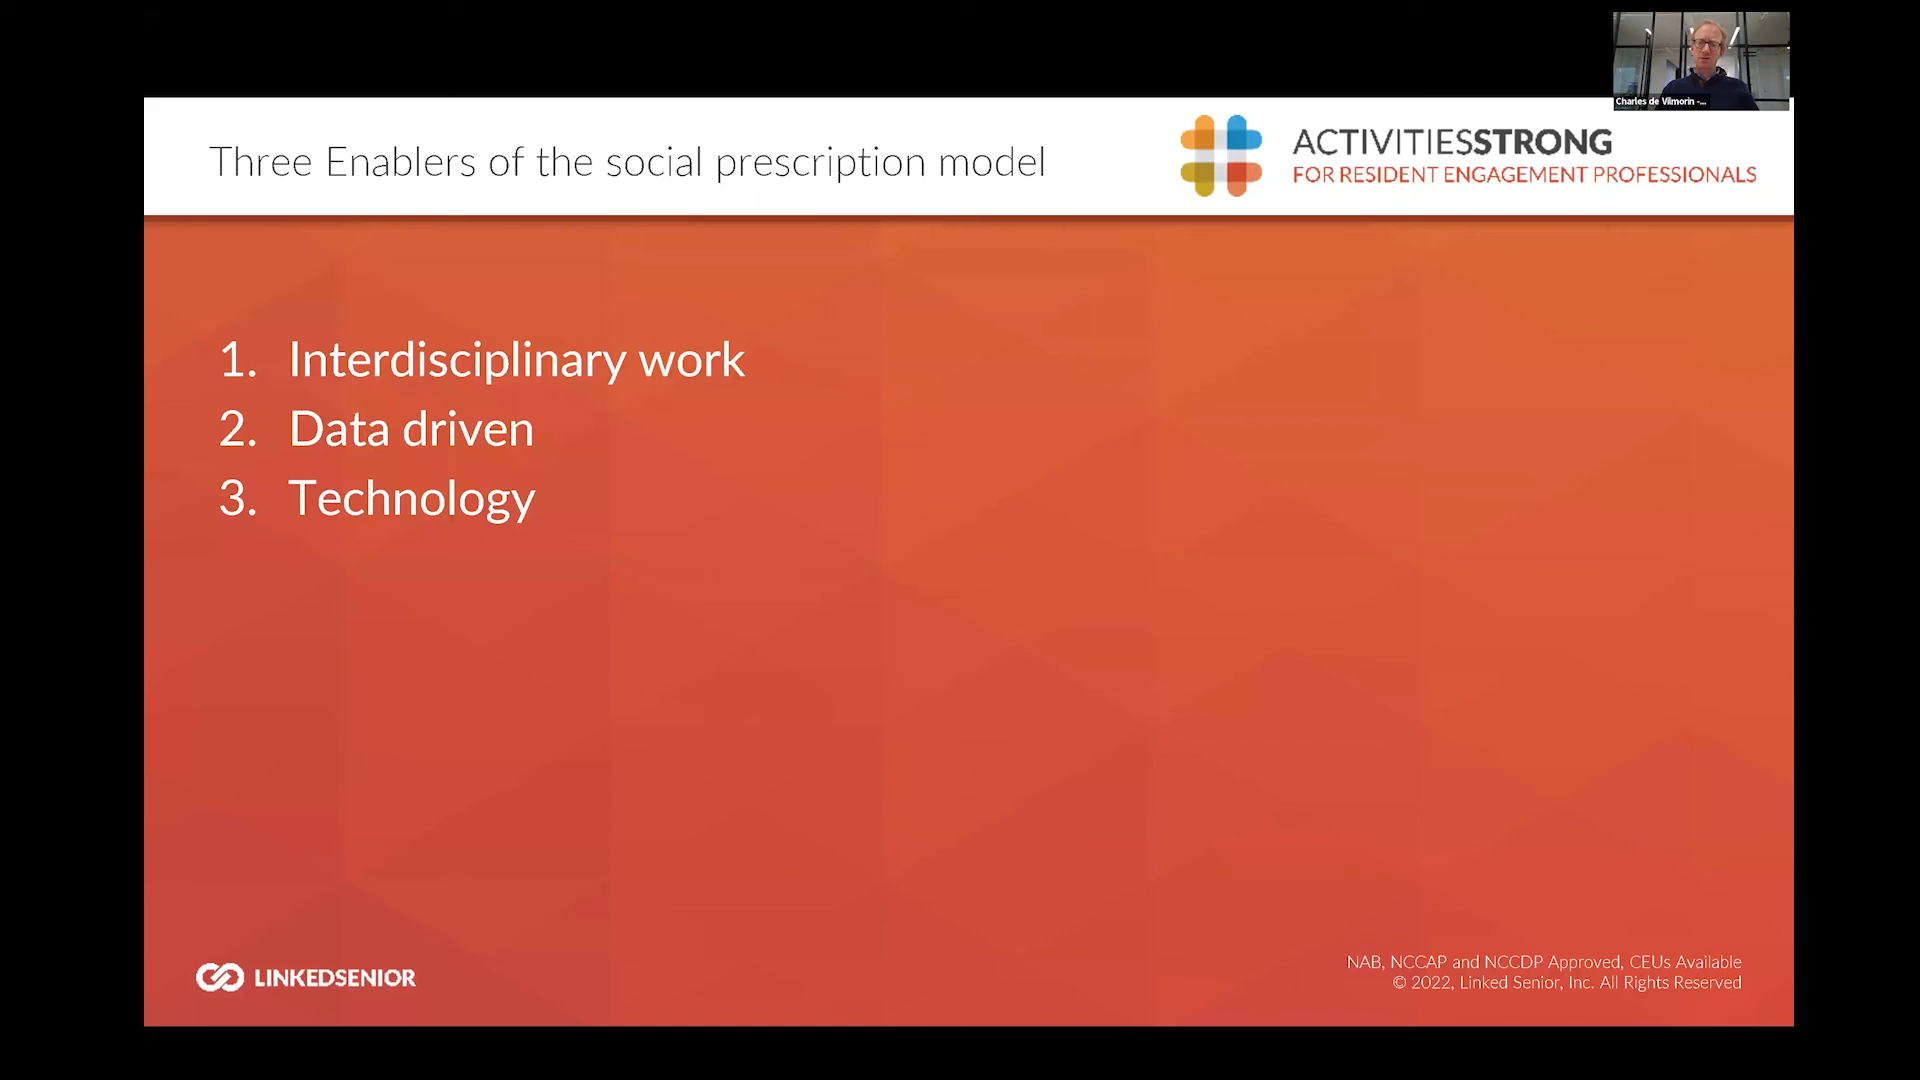 Charles de Vilmorin -...
Three Enablers of the social prescription model
ACTIVITIESSTRONG
FOR RESIDENT ENGAGEMENT PROFESSIONALS
1. Interdisciplinary work
2. Data driven
3. Technology
LINKEDSENIOR
NAB, NCCAP and NCCDP Approved, CEUs Available
© 2022, Linked Senior, Inc. All Rights Reserved